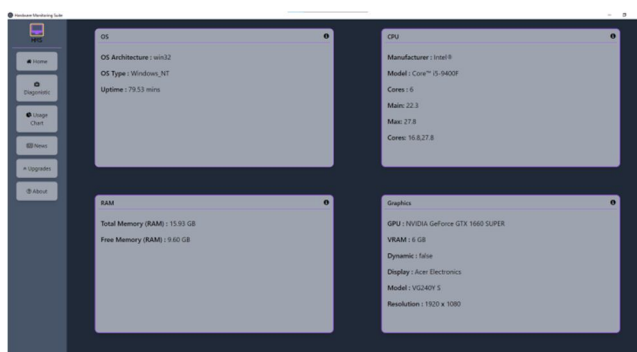 Hardware Monitoring Suite
HMS
Home
Diagnostic
Usage
Chart
News
Upgrades
About
OS
OS Architecture : win32
OS Type : Windows_NT
Uptime : 79.53 mins
CPU
Manufacturer : Intel®
Model : Core™ i5-9400F
Cores : 6
Main: 22.3
Max: 27.8
Cores: 16.8,27.8
RAM
Total Memory (RAM) : 15.93 GB
Free Memory (RAM) : 9.60 GB
Graphics
GPU : NVIDIA GeForce GTX 1660 SUPER
VRAM : 6 GB
Dynamic : false
Display : Acer Electronics
Model : VG240Y S
Resolution : 1920 x 1080